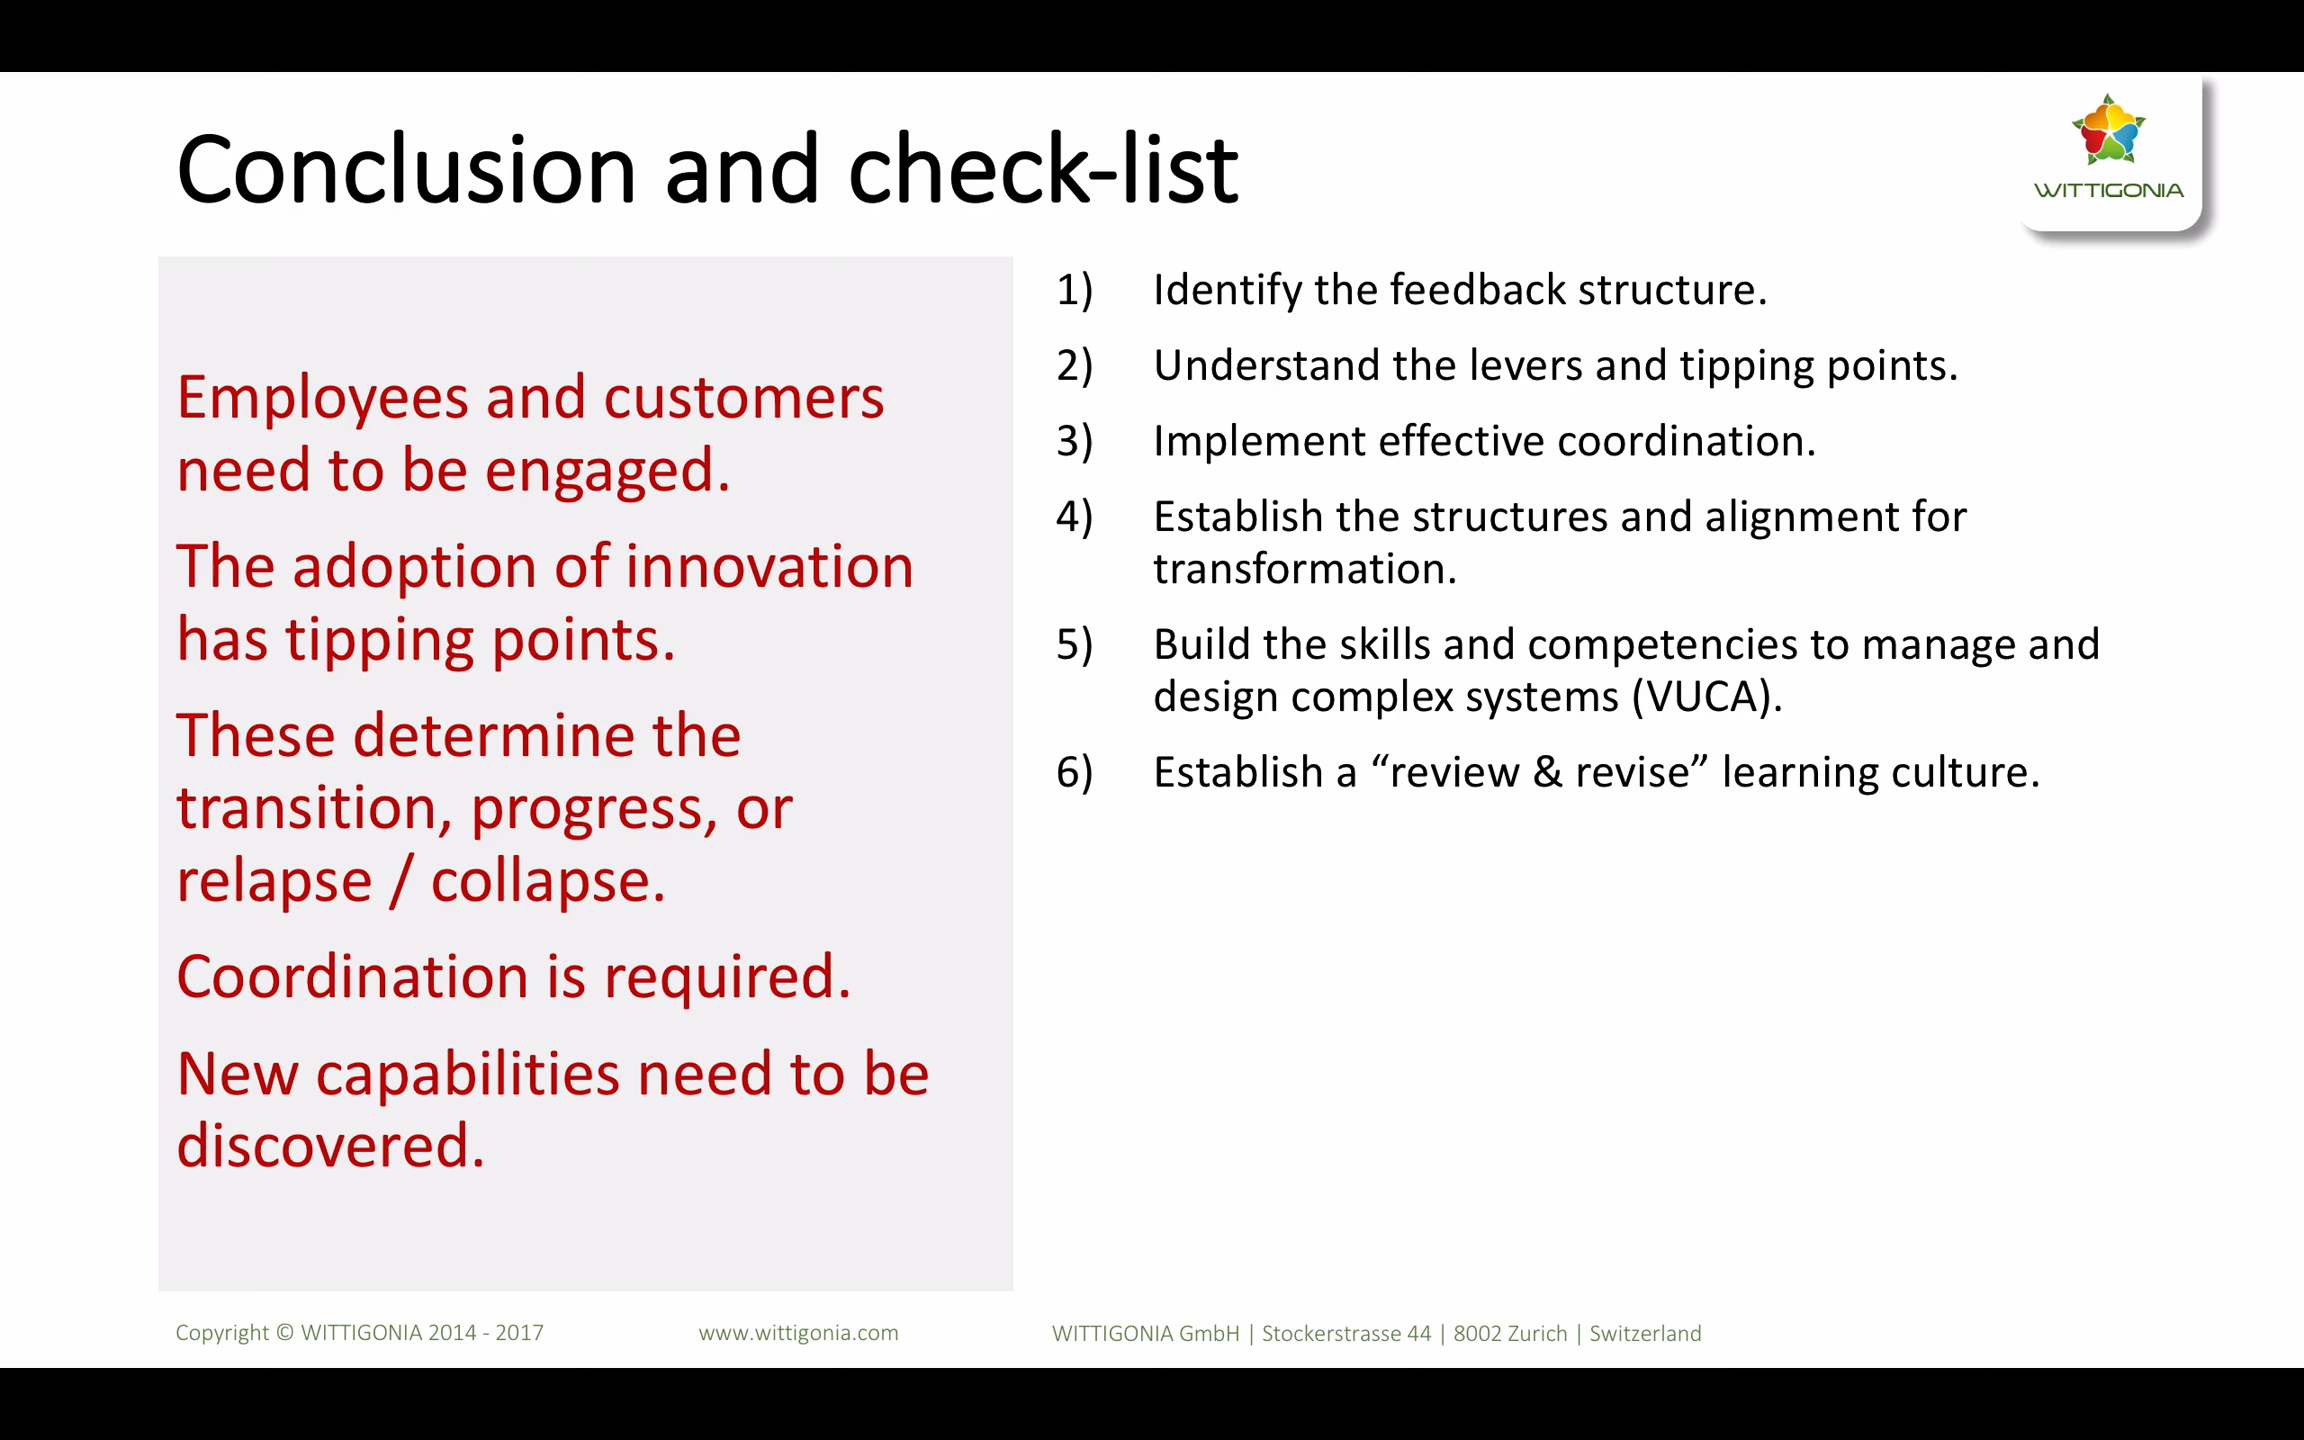 Conclusion and check-list
WITTIGONIA
Employees and customers
need to be engaged.
The adoption of innovation
has tipping points.
These determine the
transition, progress, or
relapse / collapse.
Coordination is required.
New capabilities need to be
discovered.
1) Identify the feedback structure.
2) Understand the levers and tipping points.
3) Implement effective coordination.
4) Establish the structures and alignment for
transformation.
5) Build the skills and competencies to manage and
design complex systems (VUCA).
6) Establish a “review & revise” learning culture.
Copyright © WITTIGONIA 2014 - 2017 www.wittigonia.com WITTIGONIA GmbH | Stockerstrasse 44 | 8002 Zurich | Switzerland